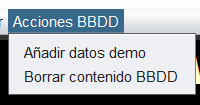 Acciones BBDD
Añadir datos demo
Borrar contenido BBDD